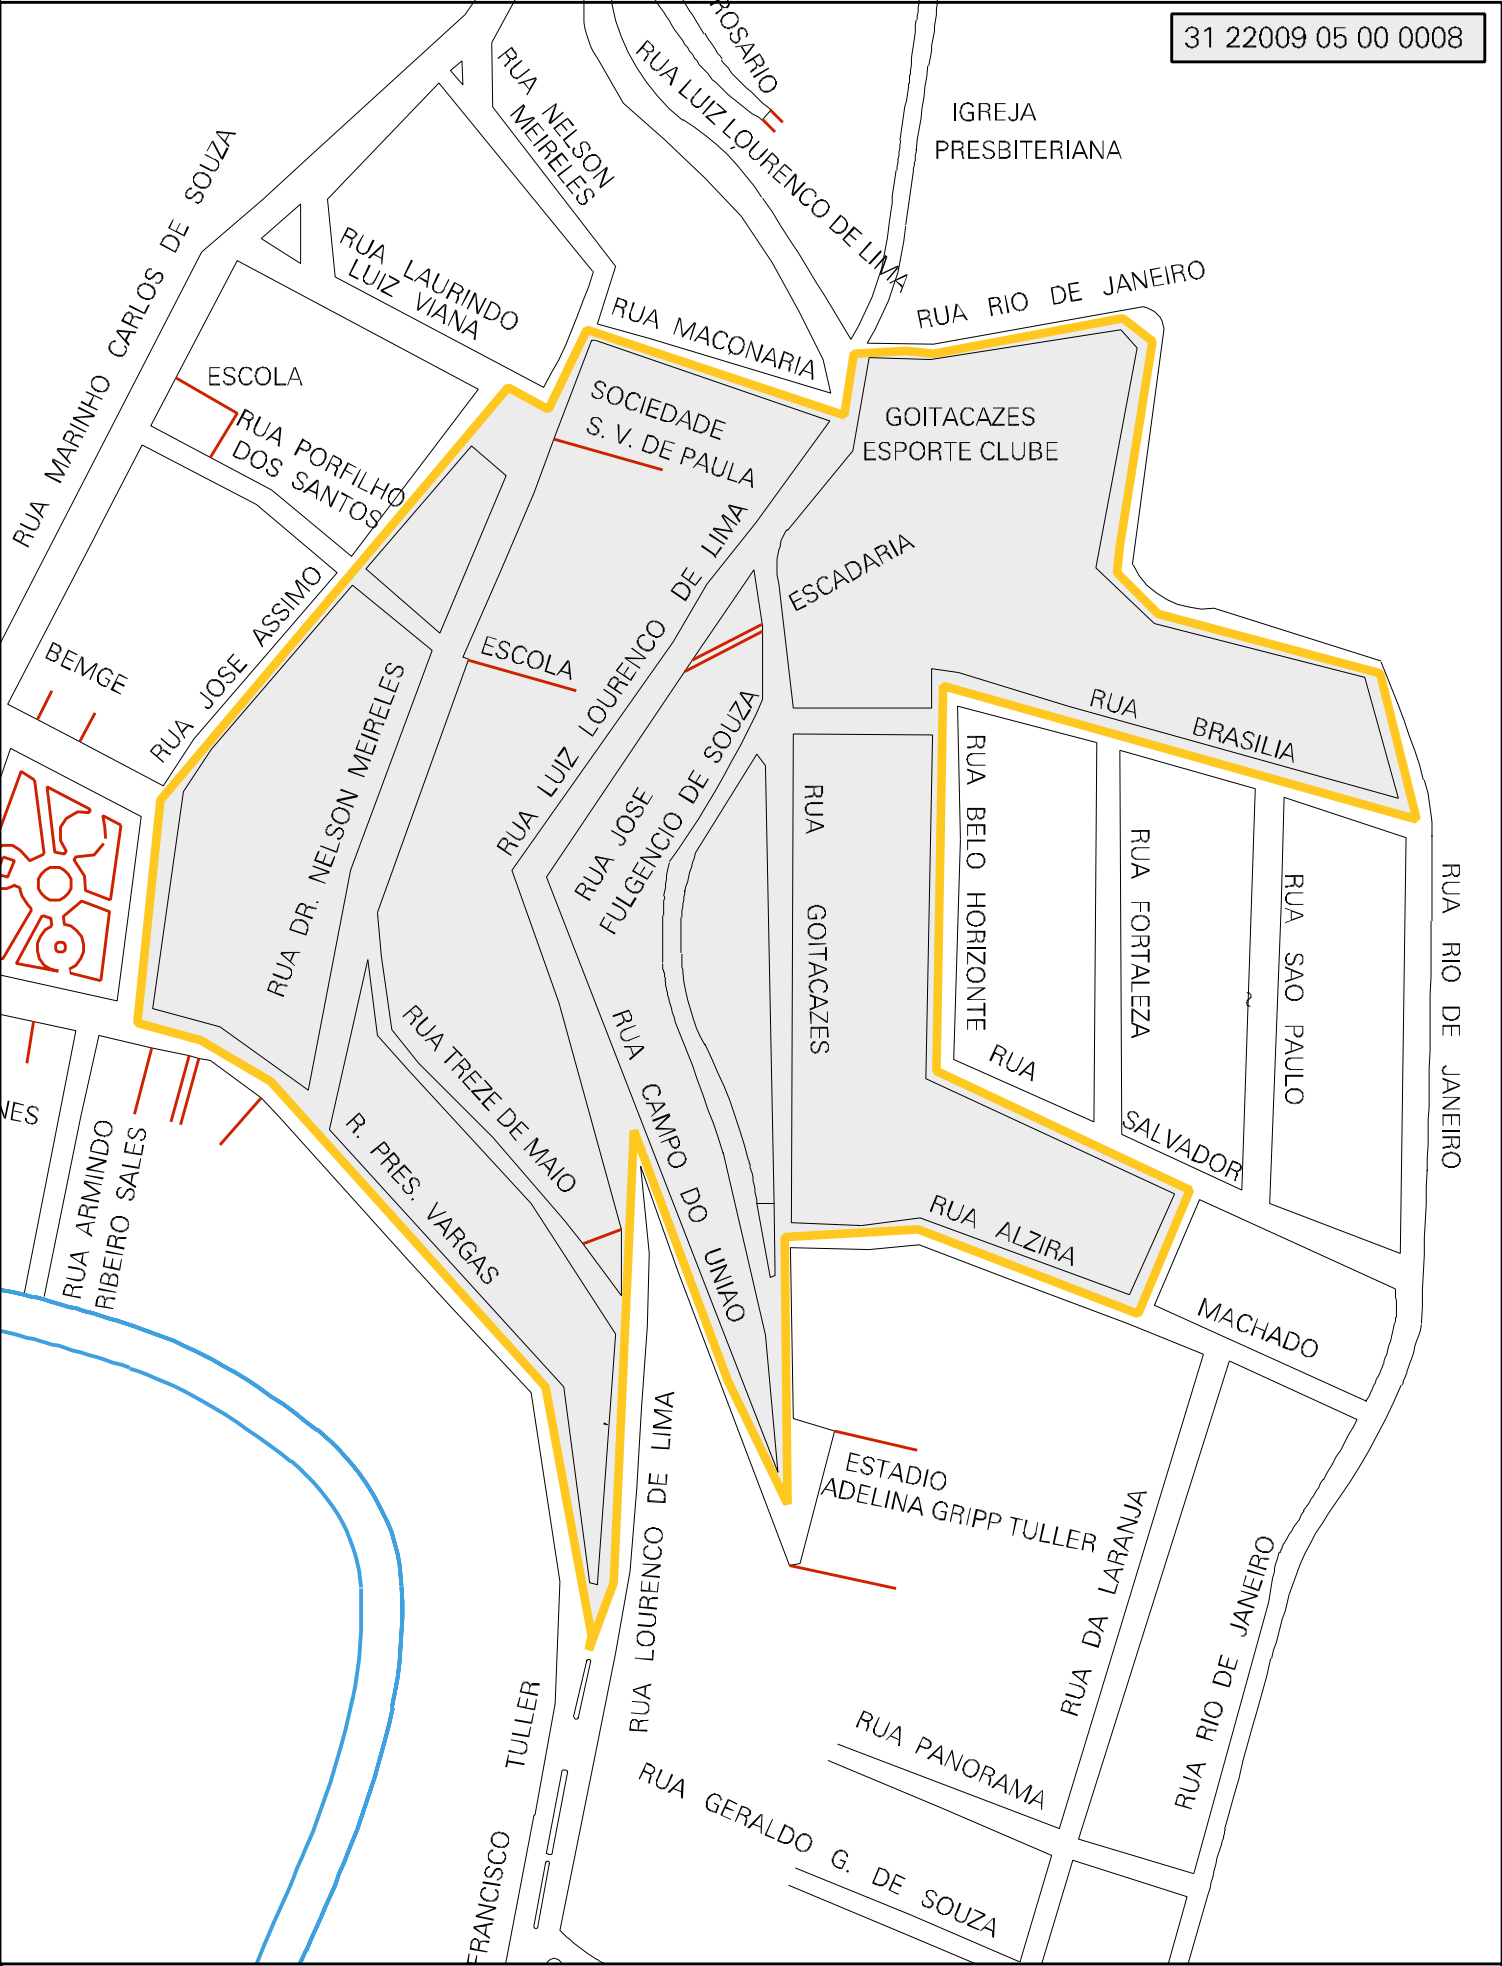 31 22009 05 00 0008
ROSARIO
RUA LUIZ LOURENCO DE LIMA
IGREJA
PRESBITERIANA
RUA NELSON
MEIRELES
RUA MARINHO CARLOS DE SOUZA
RUA LAURINDO
LUIZ VIANA
RUA MACONARIA
RUA RIO DE JANEIRO
ESCOLA
RUA PORFILHO
DOS SANTOS
SOCIEDADE
S. V. DE PAULA
GOITACAZES
ESPORTE CLUBE
ESCADARIA
RUA JOSE ASSIMO
BEMGE
ESCOLA
RUA LUIZ LOURENCO DE LIMA
RUA DR. NELSON MEIRELES
RUA JOSE
FULGENCIO DE SOUZA
RUA BRASILIA
RUA GOITACAZES
RUA BELO HORIZONTE
RUA FORTALEZA
RUA SAO PAULO
RUA RIO DE JANEIRO
RUA TREZE DE MAIO
RUA CAMPO DO UNIAO
RUA SALVADOR
NES
RUA ARMINDO
RIBEIRO SALES
R. PRES. VARGAS
RUA ALZIRA
MACHADO
RUA LOURENCO DE LIMA
ESTADIO
ADELINA GRIPP TULLER
RUA DA LARANJA
RUA RIO DE JANEIRO
FRANCISCO TULLER
RUA PANORAMA
RUA GERALDO G. DE SOUZA